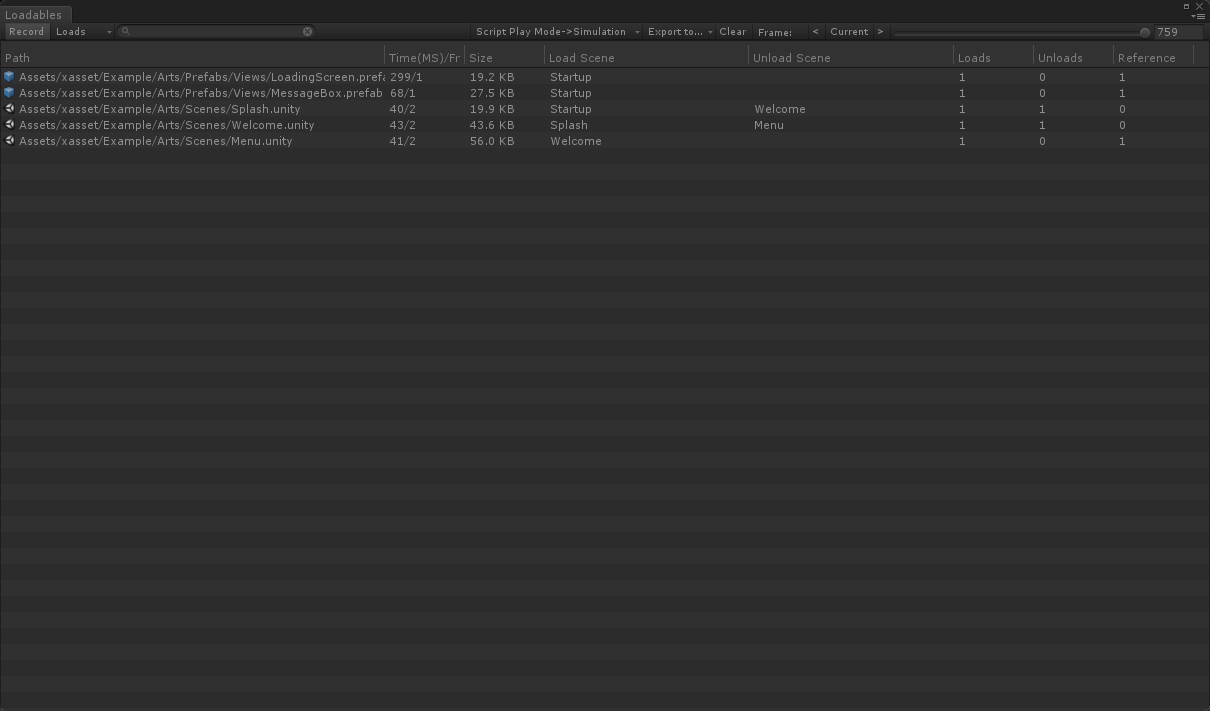 Loadables
Record Loads Script Play Mode->Simulation Export to... Clear Frame: < Current > 759
Path Time(MS)/Fr Size Load Scene Unload Scene Loads Unloads Reference
Assets/xasset/Example/Arts/Prefabs/Views/LoadingScreen.prefa 299/1 19.2 KB Startup 1 0 1
Assets/xasset/Example/Arts/Prefabs/Views/MessageBox.prefab 68/1 27.5 KB Startup 1 0 1
Assets/xasset/Example/Arts/Scenes/Splash.unity 40/2 19.9 KB Startup Welcome 1 1 0
Assets/xasset/Example/Arts/Scenes/Welcome.unity 43/2 43.6 KB Splash Menu 1 1 0
Assets/xasset/Example/Arts/Scenes/Menu.unity 41/2 56.0 KB Welcome 1 0 1